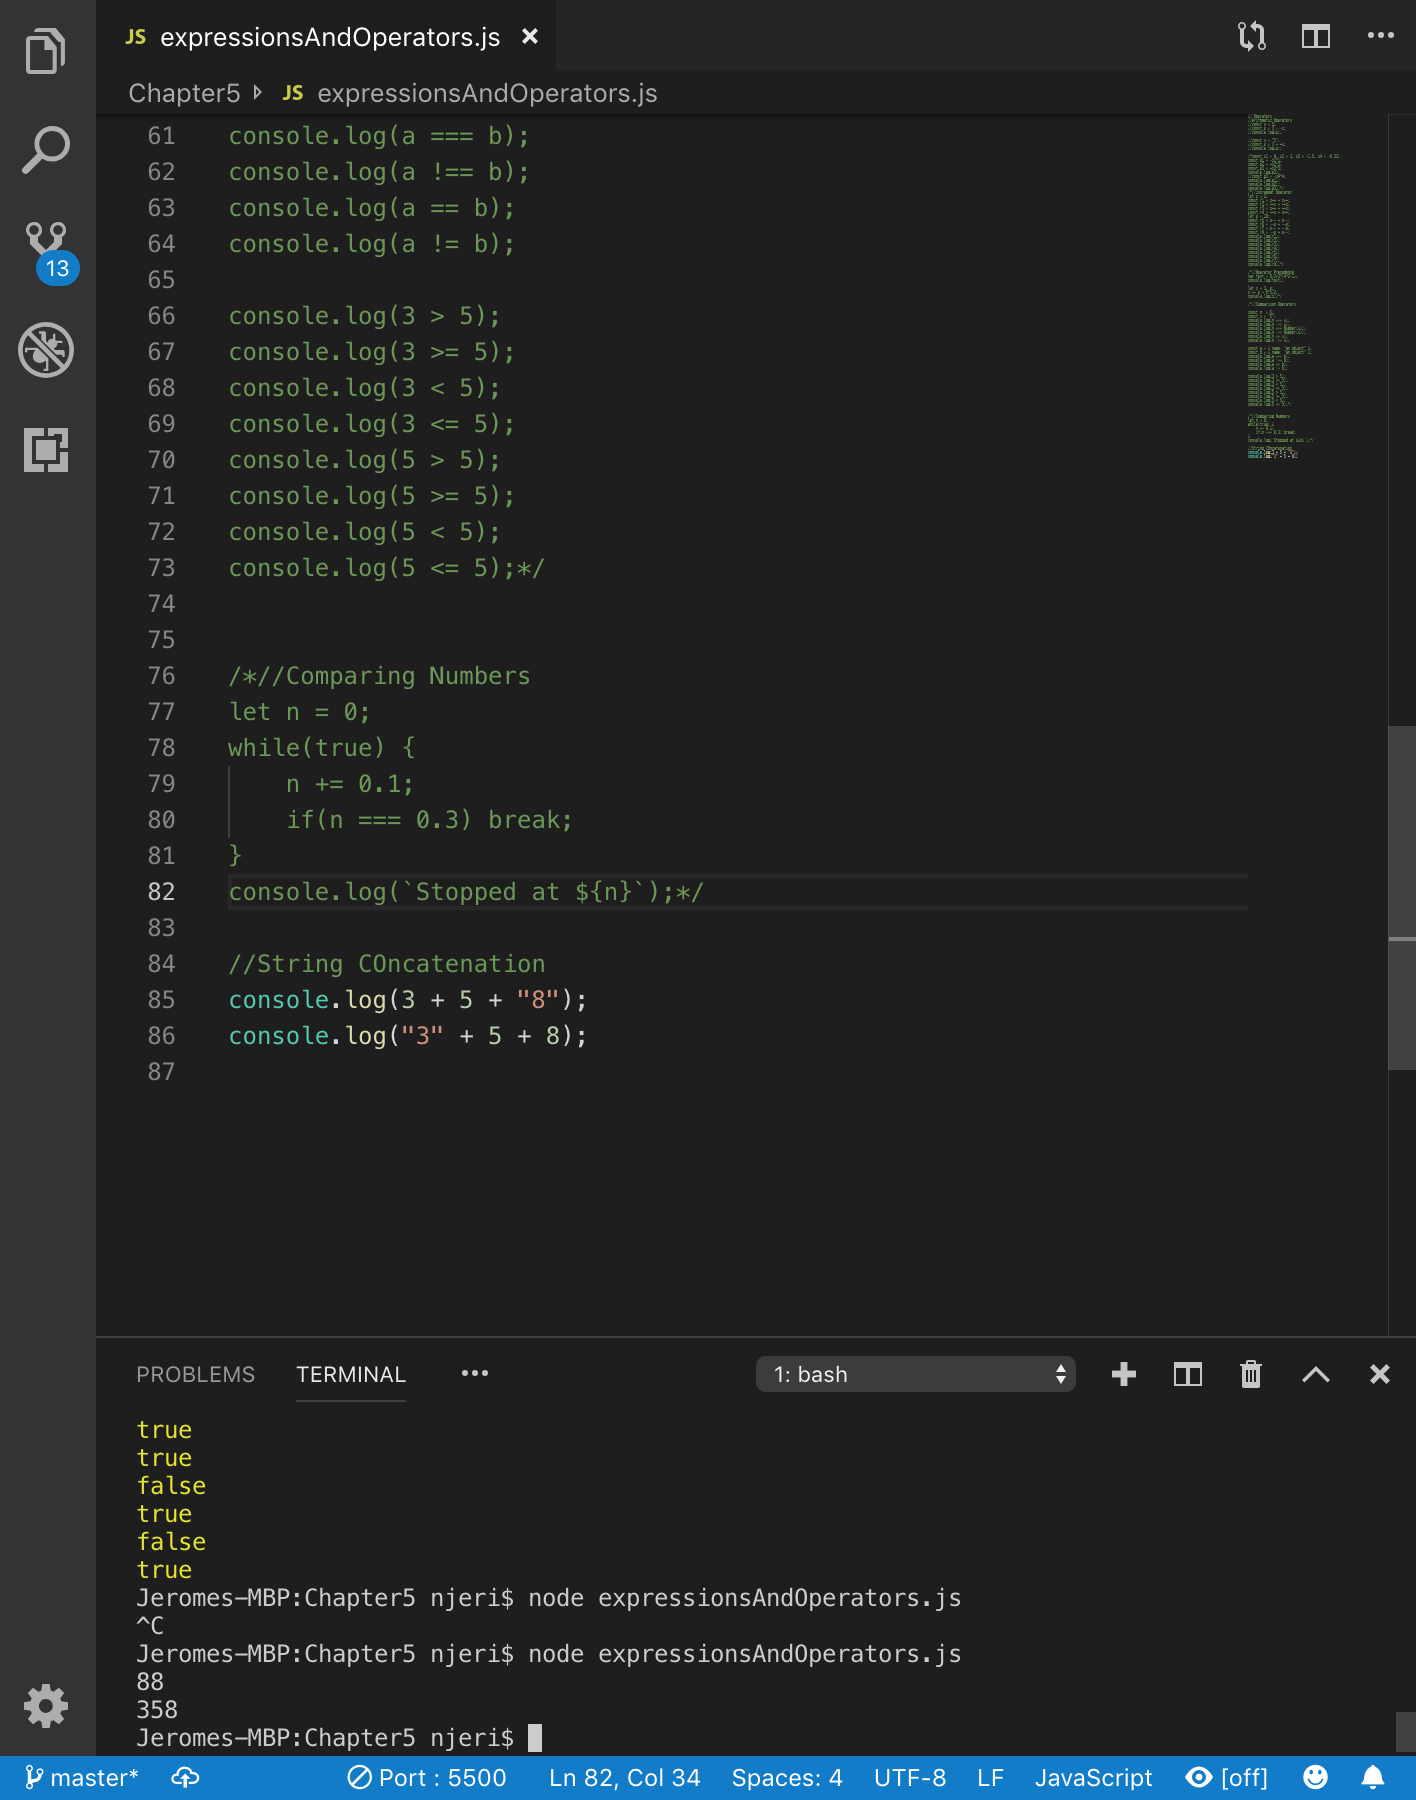 JS expressionsAndOperators.js
Chapter5 JS expressionsAndOperators.js
61 console.log(a === b);
62 console.log(a !== b);
63 console.log(a == b);
64 console.log(a != b);
65
66 console.log(3 > 5);
67 console.log(3 >= 5);
68 console.log(3 < 5);
69 console.log(3 <= 5);
70 console.log(5 > 5);
71 console.log(5 >= 5);
72 console.log(5 < 5);
73 console.log(5 <= 5);*/
74
75
76 /*//Comparing Numbers
77 let n = 0;
78 while(true) {
79 n += 0.1;
80 if(n === 0.3) break;
81 }
82 console.log(`Stopped at ${n}`);*/
83
84 //String COncatenation
85 console.log(3 + 5 + "8");
86 console.log("3" + 5 + 8);
87
13
PROBLEMS TERMINAL 1: bash
true
true
false
true
false
true
Jeromes-MBP:Chapter5 njeri$ node expressionsAndOperators.js
^C
Jeromes-MBP:Chapter5 njeri$ node expressionsAndOperators.js
88
358
Jeromes-MBP:Chapter5 njeri$
master* Port : 5500 Ln 82, Col 34 Spaces: 4 UTF-8 LF JavaScript [off]